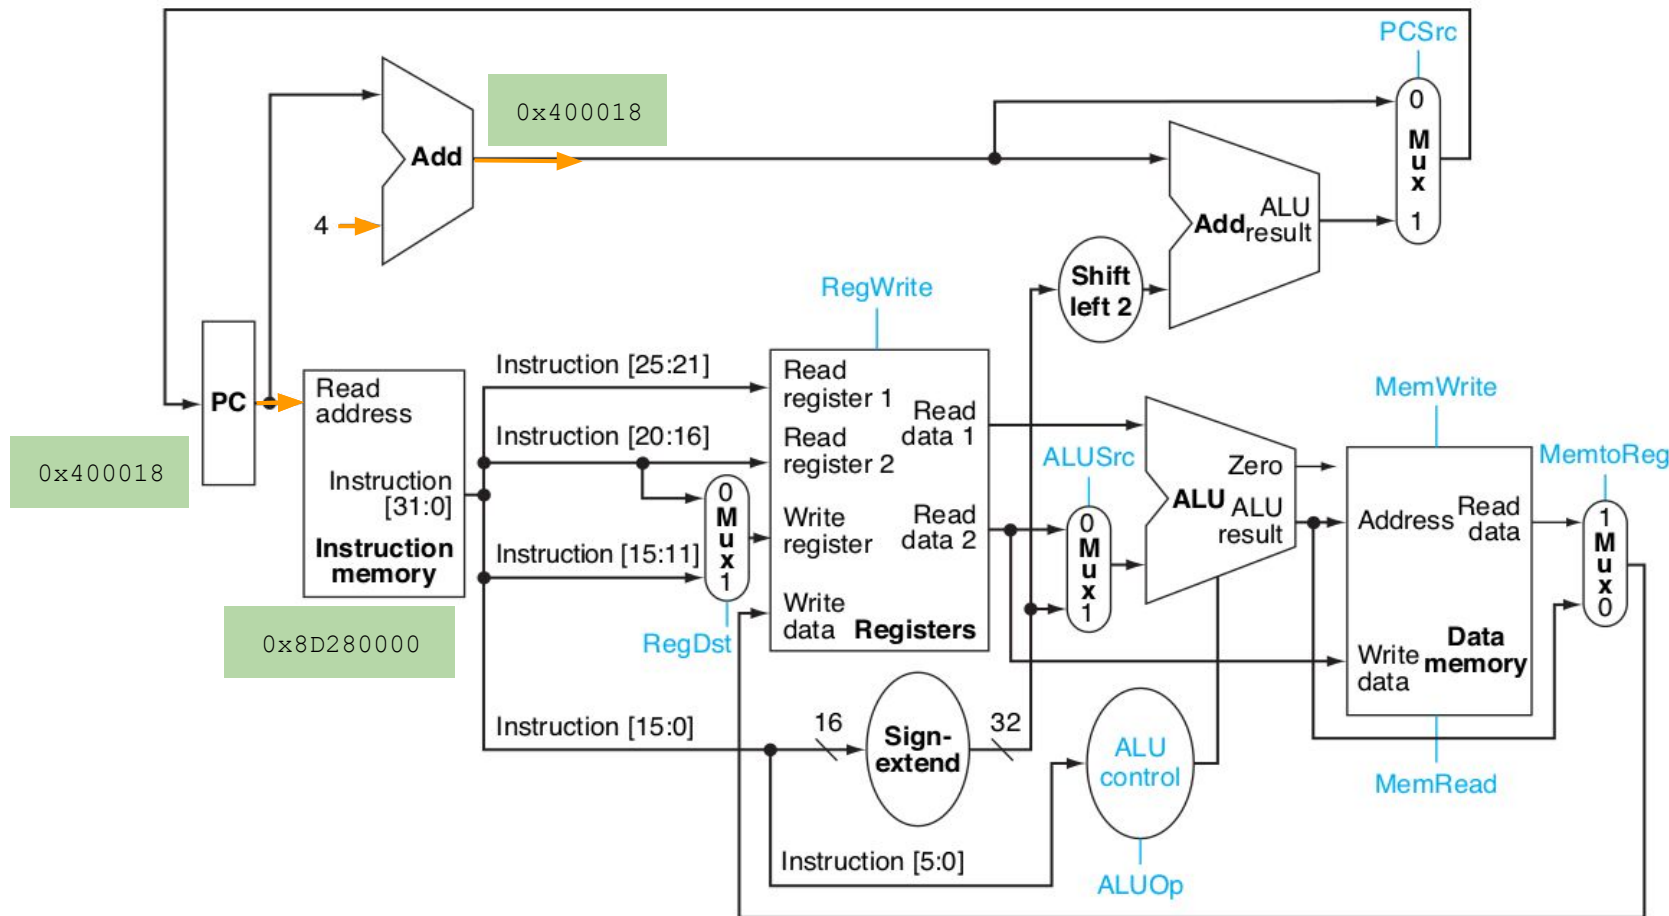 PCSrc
0
Mux
1
Add
0x400018
4
Add
ALU
result
Shift
left 2
RegWrite
PC
0x400018
Read
address
Instruction
[31:0]
Instruction
memory
0x8D280000
Instruction [25:21]
Instruction [20:16]
Instruction [15:11]
Instruction [15:0]
Instruction [5:0]
0
Mux
1
RegDst
Read
register 1
Read
register 2
Write
register
Write
data
Registers
Read
data 1
Read
data 2
16
Sign-
extend
32
ALUSrc
0
Mux
1
ALU
Zero
ALU
result
ALU
control
ALUOp
MemWrite
Address
Read
data
Write
data
Data
memory
MemRead
MemtoReg
1
Mux
0